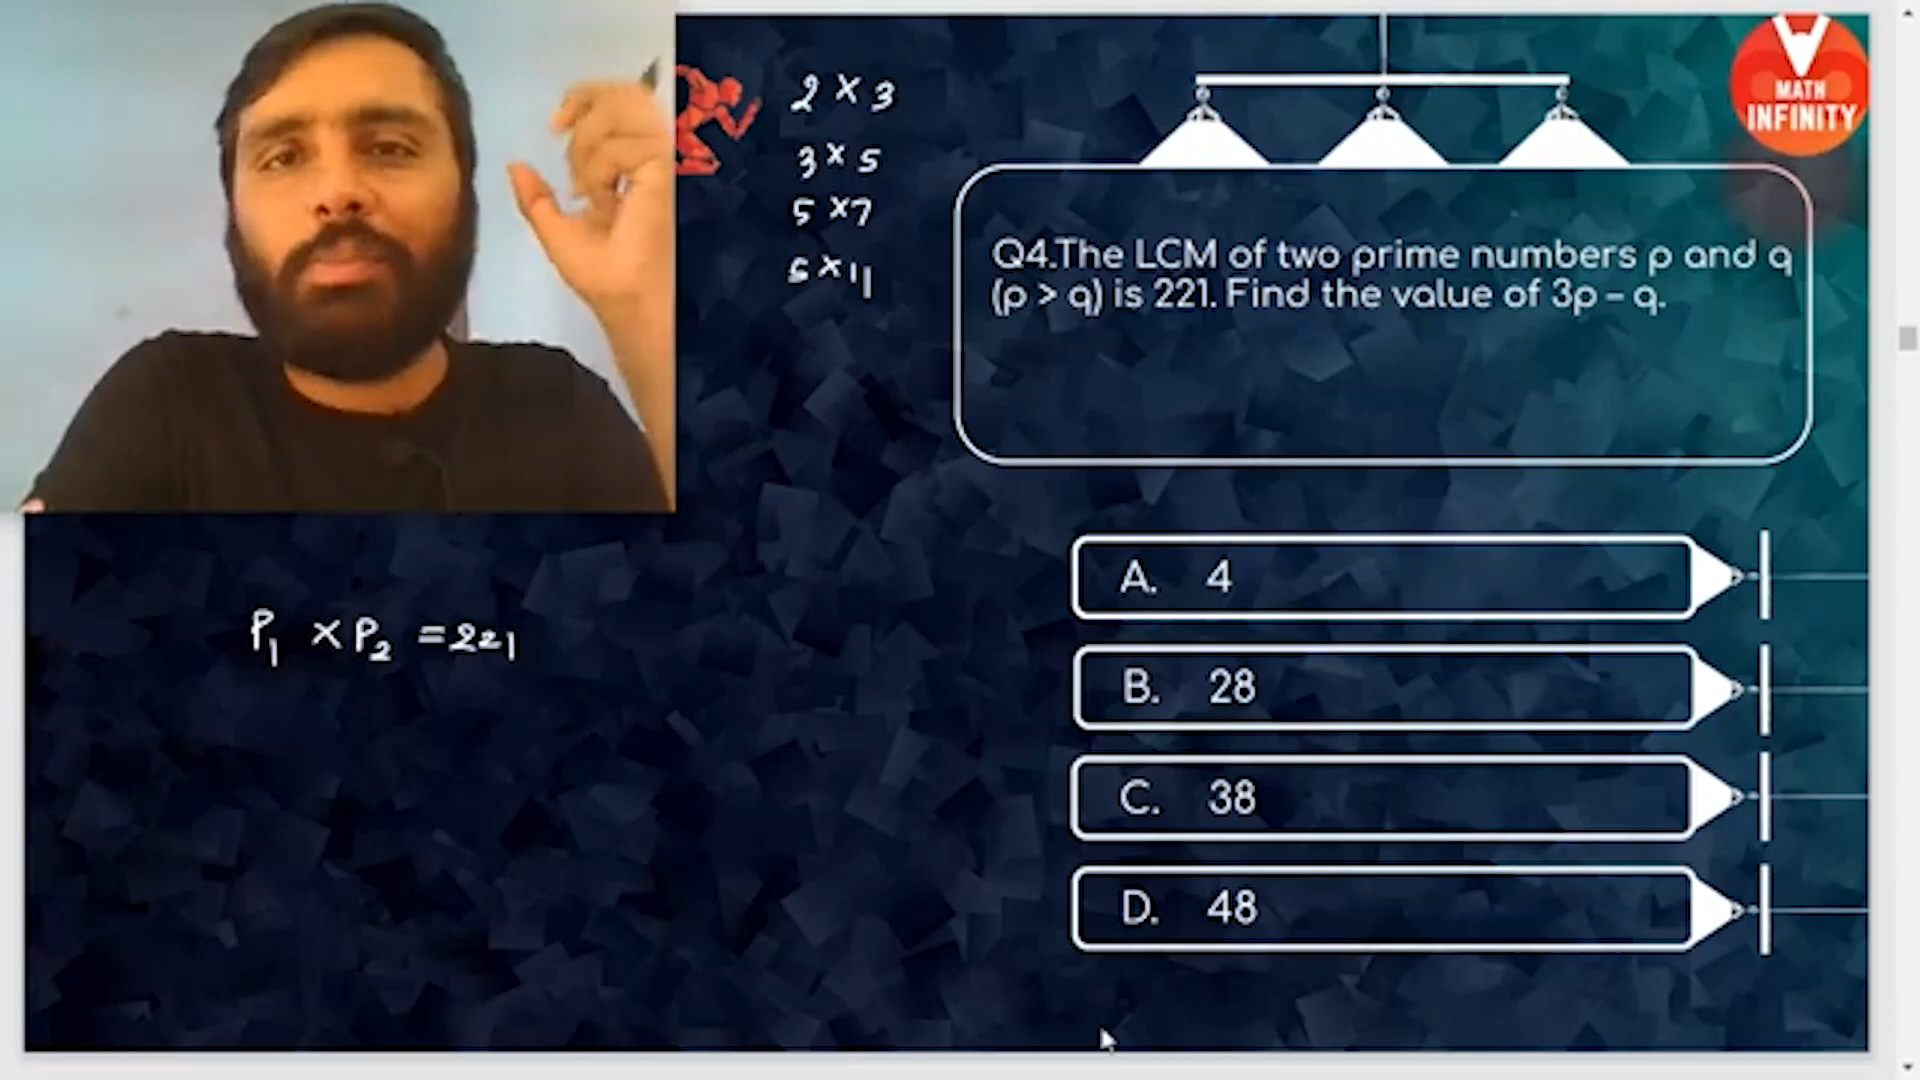 2 × 3
3 × 5
5 × 7
5 × 11
MATH
INFINITY
Q4.The LCM of two prime numbers p and q
(p > q) is 221. Find the value of 3p – q.
A. 4
B. 28
C. 38
D. 48
P₁ × P₂ = 221